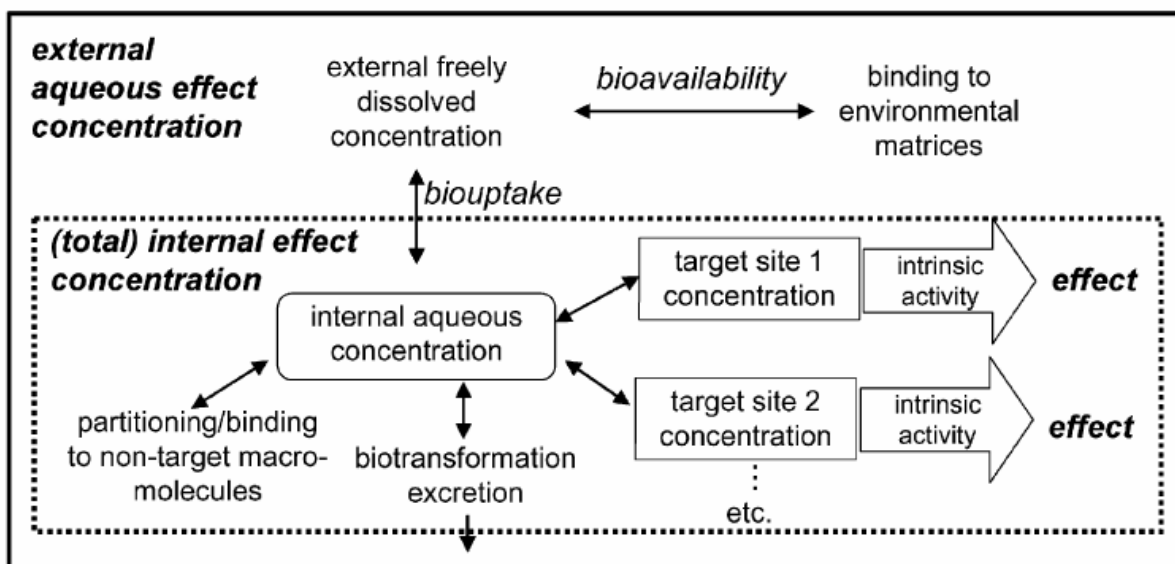 external
aqueous effect
concentration
external freely
dissolved
concentration
bioavailability
binding to
environmental
matrices
biouptake
(total) internal effect
concentration
internal aqueous
concentration
target site 1
concentration
intrinsic
activity
effect
target site 2
concentration
intrinsic
activity
effect
etc.
partitioning/binding
to non-target macro-
molecules
biotransformation
excretion